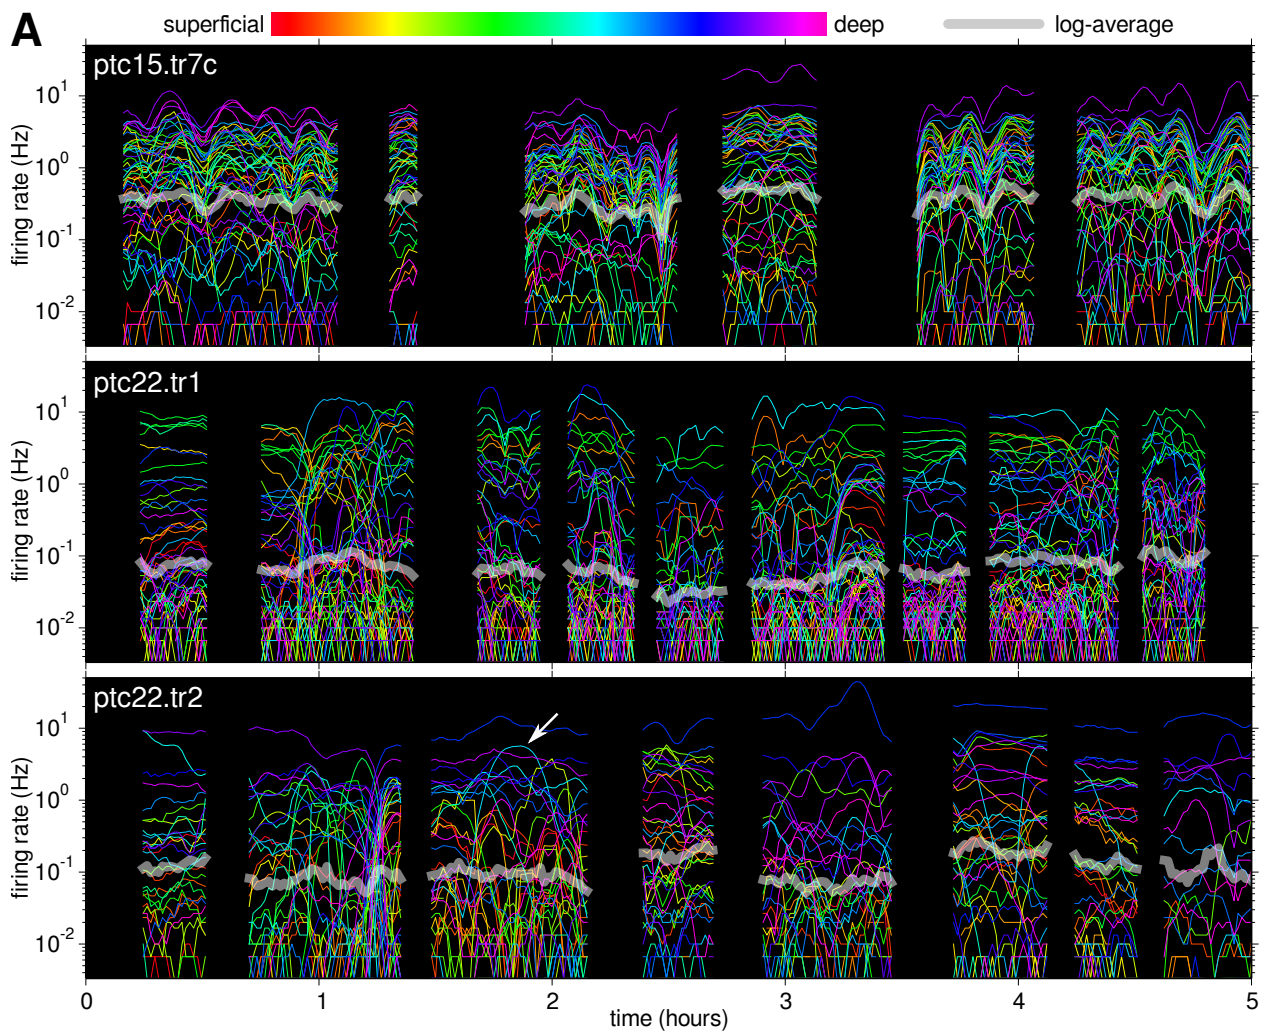 A
superficial deep log-average
ptc15.tr7c
10^1
10^0
10^-1
10^-2
firing rate (Hz)
ptc22.tr1
10^1
10^0
10^-1
10^-2
firing rate (Hz)
ptc22.tr2
10^1
10^0
10^-1
10^-2
firing rate (Hz)
0 1 2 3 4 5
time (hours)